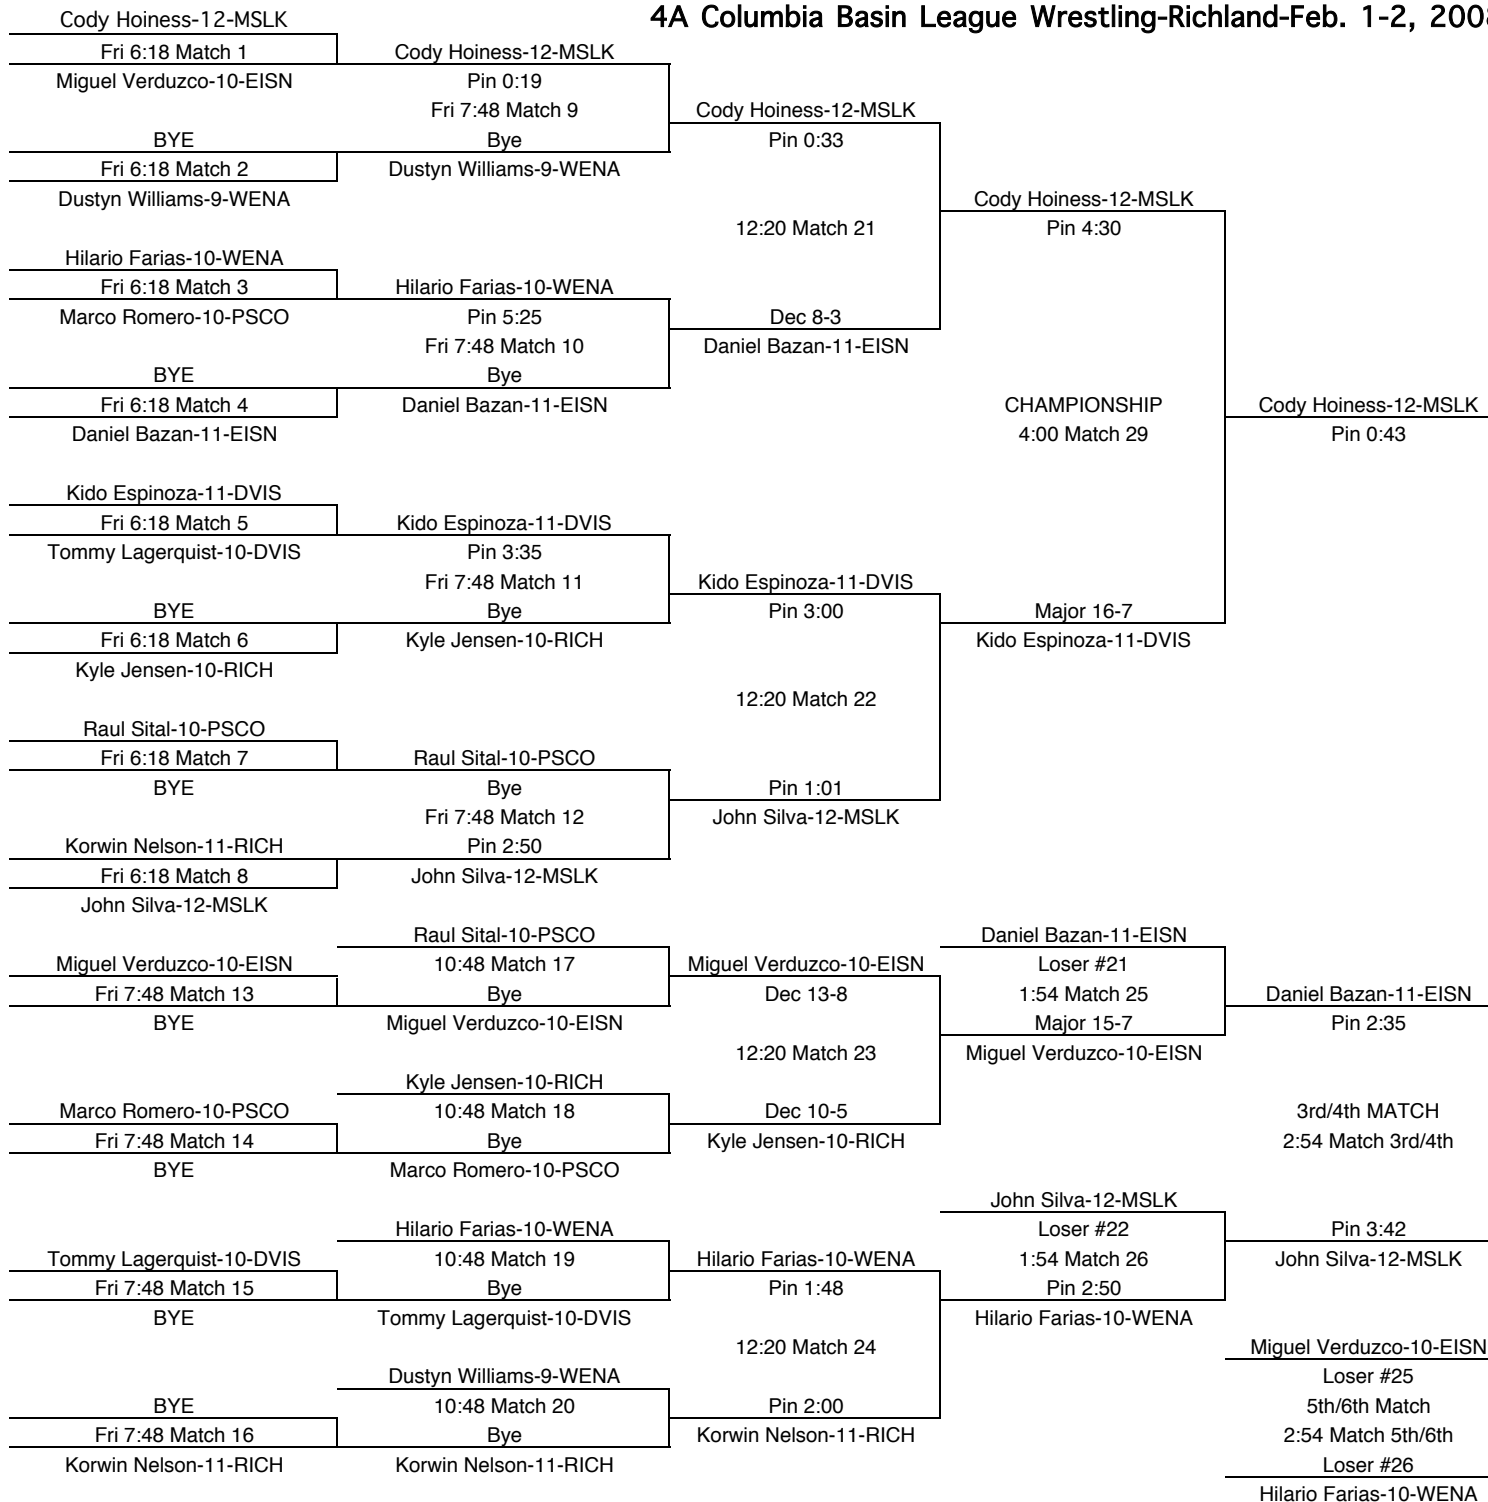 4A Columbia Basin League Wrestling-Richland-Feb. 1-2, 2008
Cody Hoiness-12-MSLK
Fri 6:18 Match 1
Miguel Verduzco-10-EISN
BYE
Fri 6:18 Match 2
Dustyn Williams-9-WENA
Hilario Farias-10-WENA
Fri 6:18 Match 3
Marco Romero-10-PSCO
BYE
Fri 6:18 Match 4
Daniel Bazan-11-EISN
Kido Espinoza-11-DVIS
Fri 6:18 Match 5
Tommy Lagerquist-10-DVIS
BYE
Fri 6:18 Match 6
Kyle Jensen-10-RICH
Raul Sital-10-PSCO
Fri 6:18 Match 7
BYE
Korwin Nelson-11-RICH
Fri 6:18 Match 8
John Silva-12-MSLK
Cody Hoiness-12-MSLK
Pin 0:19
Fri 7:48 Match 9
Bye
Dustyn Williams-9-WENA
Hilario Farias-10-WENA
Pin 5:25
Fri 7:48 Match 10
Bye
Daniel Bazan-11-EISN
Kido Espinoza-11-DVIS
Pin 3:35
Fri 7:48 Match 11
Bye
Kyle Jensen-10-RICH
Raul Sital-10-PSCO
Bye
Fri 7:48 Match 12
Pin 2:50
John Silva-12-MSLK
Cody Hoiness-12-MSLK
Pin 0:33
12:20 Match 21
Dec 8-3
Daniel Bazan-11-EISN
Kido Espinoza-11-DVIS
Pin 3:00
12:20 Match 22
Pin 1:01
John Silva-12-MSLK
Cody Hoiness-12-MSLK
Pin 4:30
CHAMPIONSHIP
4:00 Match 29
Major 16-7
Kido Espinoza-11-DVIS
Cody Hoiness-12-MSLK
Pin 0:43
Miguel Verduzco-10-EISN
Fri 7:48 Match 13
BYE
Marco Romero-10-PSCO
Fri 7:48 Match 14
BYE
Tommy Lagerquist-10-DVIS
Fri 7:48 Match 15
BYE
BYE
Fri 7:48 Match 16
Korwin Nelson-11-RICH
Raul Sital-10-PSCO
10:48 Match 17
Bye
Miguel Verduzco-10-EISN
Kyle Jensen-10-RICH
10:48 Match 18
Bye
Marco Romero-10-PSCO
Hilario Farias-10-WENA
10:48 Match 19
Bye
Tommy Lagerquist-10-DVIS
Dustyn Williams-9-WENA
10:48 Match 20
Bye
Korwin Nelson-11-RICH
Miguel Verduzco-10-EISN
Dec 13-8
12:20 Match 23
Dec 10-5
Kyle Jensen-10-RICH
Hilario Farias-10-WENA
Pin 1:48
12:20 Match 24
Pin 2:00
Korwin Nelson-11-RICH
Daniel Bazan-11-EISN
Loser #21
1:54 Match 25
Major 15-7
Miguel Verduzco-10-EISN
John Silva-12-MSLK
Loser #22
1:54 Match 26
Pin 2:50
Hilario Farias-10-WENA
Daniel Bazan-11-EISN
Pin 2:35
3rd/4th MATCH
2:54 Match 3rd/4th
Pin 3:42
John Silva-12-MSLK
Miguel Verduzco-10-EISN
Loser #25
5th/6th Match
2:54 Match 5th/6th
Loser #26
Hilario Farias-10-WENA